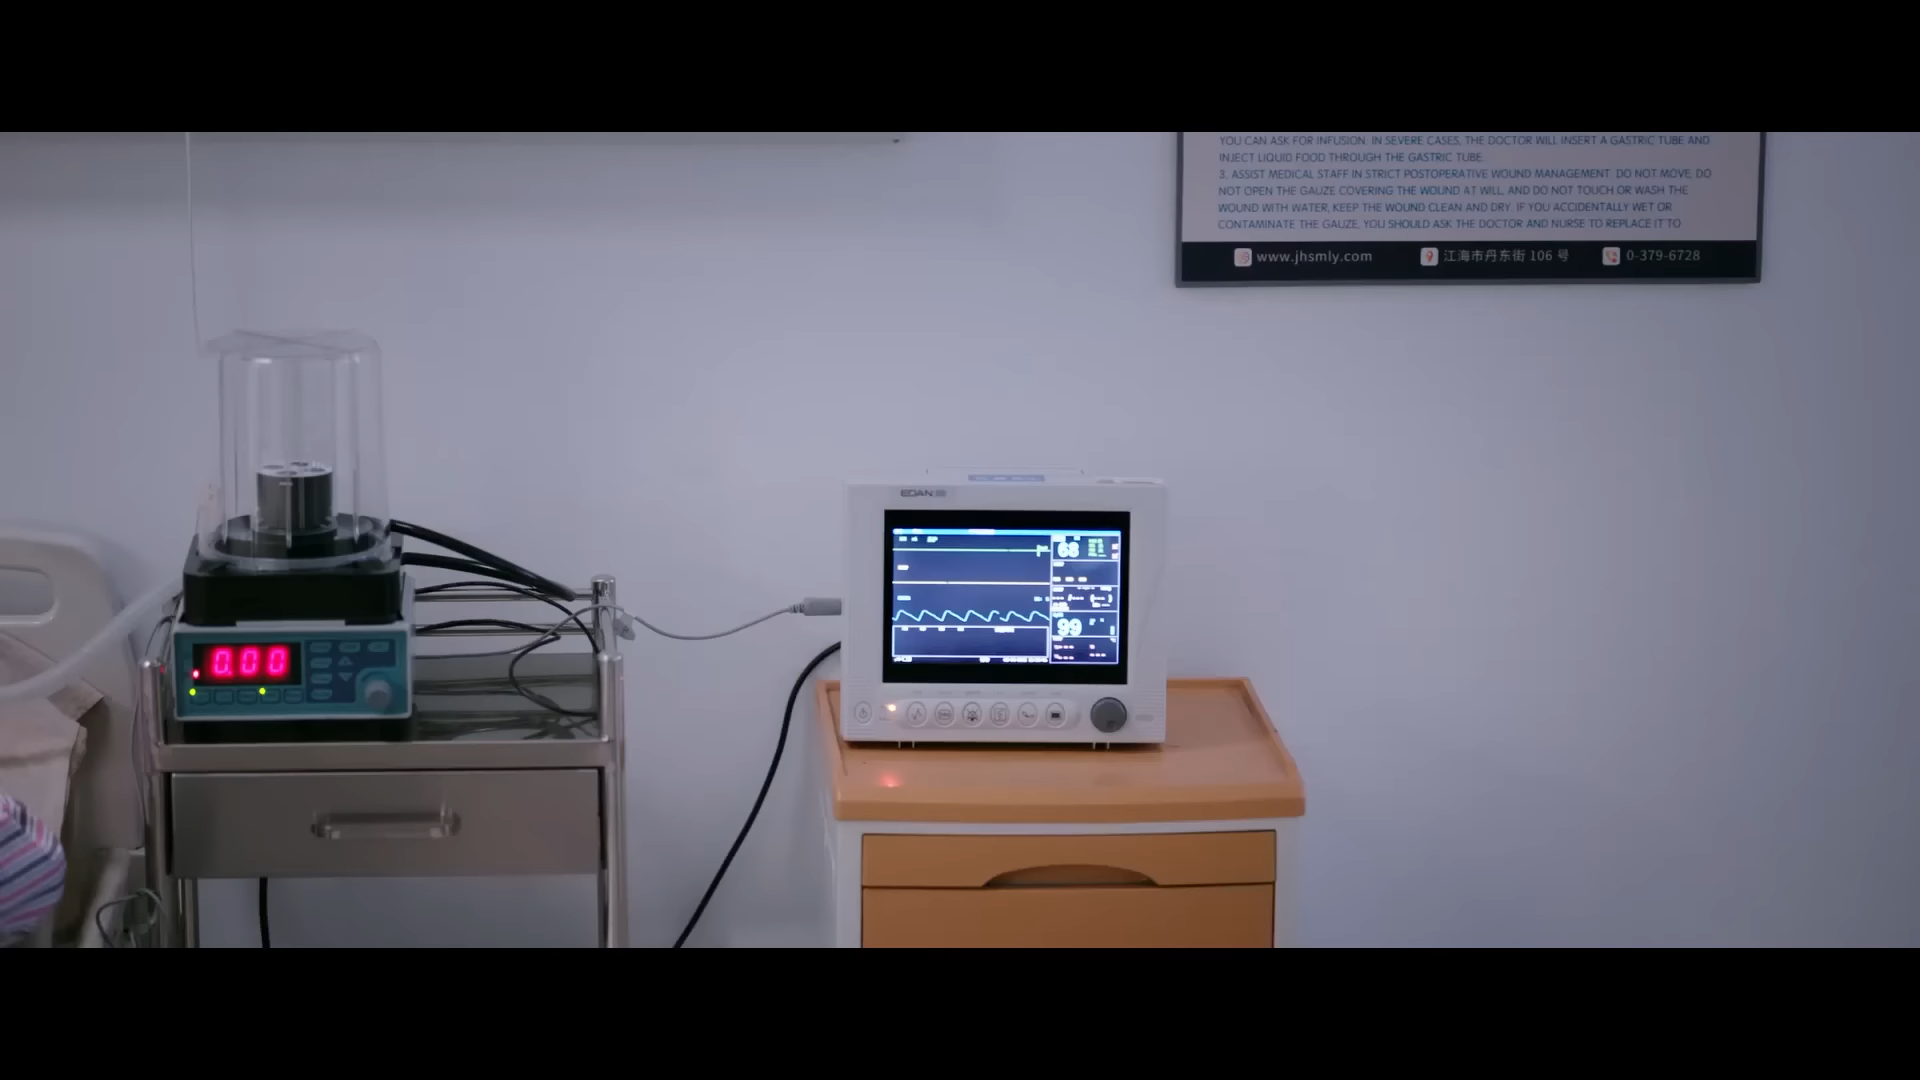 YOU CAN ASK FOR INFUSION. IN SEVERE CASES, THE DOCTOR WILL INSERT A GASTRIC TUBE AND
INJECT LIQUID FOOD THROUGH THE GASTRIC TUBE.
3. ASSIST MEDICAL STAFF IN STRICT POSTOPERATIVE WOUND MANAGEMENT. DO NOT MOVE, DO
NOT OPEN THE GAUZE COVERING THE WOUND AT WILL, AND DO NOT TOUCH OR WASH THE
WOUND WITH WATER, KEEP THE WOUND CLEAN AND DRY. IF YOU ACCIDENTALLY WET OR
CONTAMINATE THE GAUZE, YOU SHOULD ASK THE DOCTOR AND NURSE TO REPLACE IT TO
www.jhsmly.com
江海市丹东街 106 号
0-379-6728
EDAN
68
99
0.00